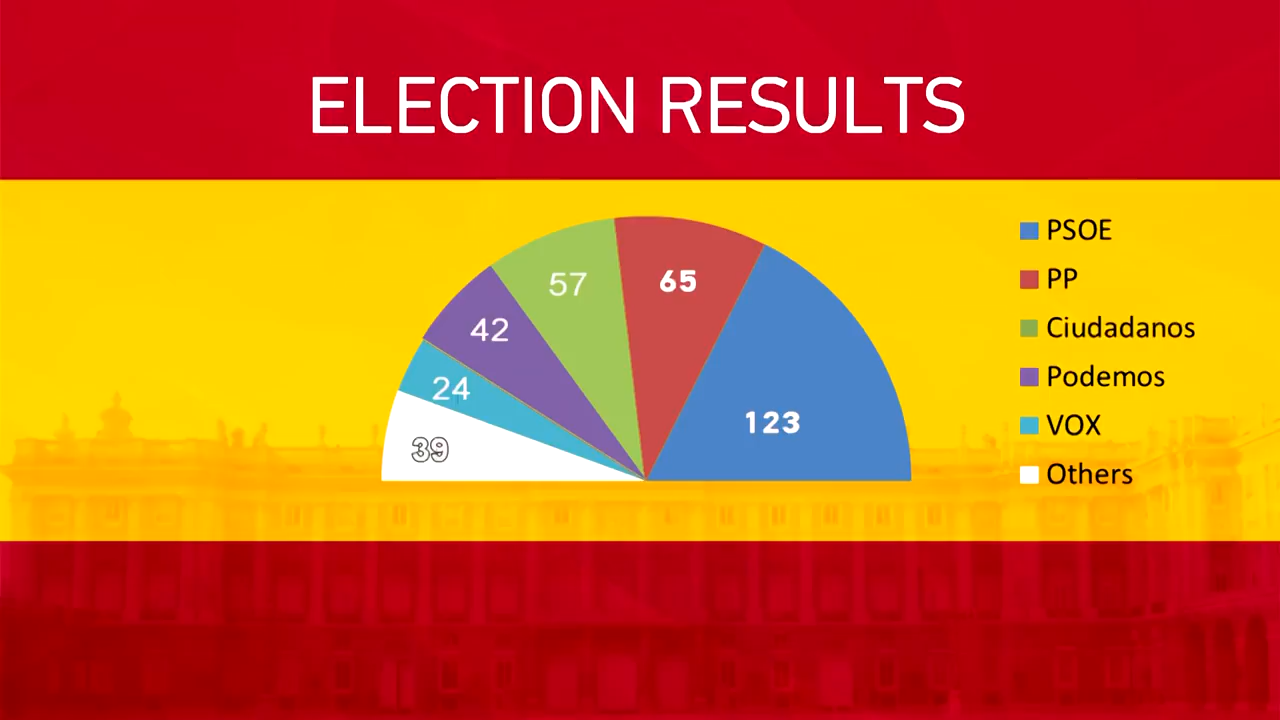 ELECTION RESULTS
PSOE
57
65
PP
42
Ciudadanos
24
Podemos
123
VOX
39
Others